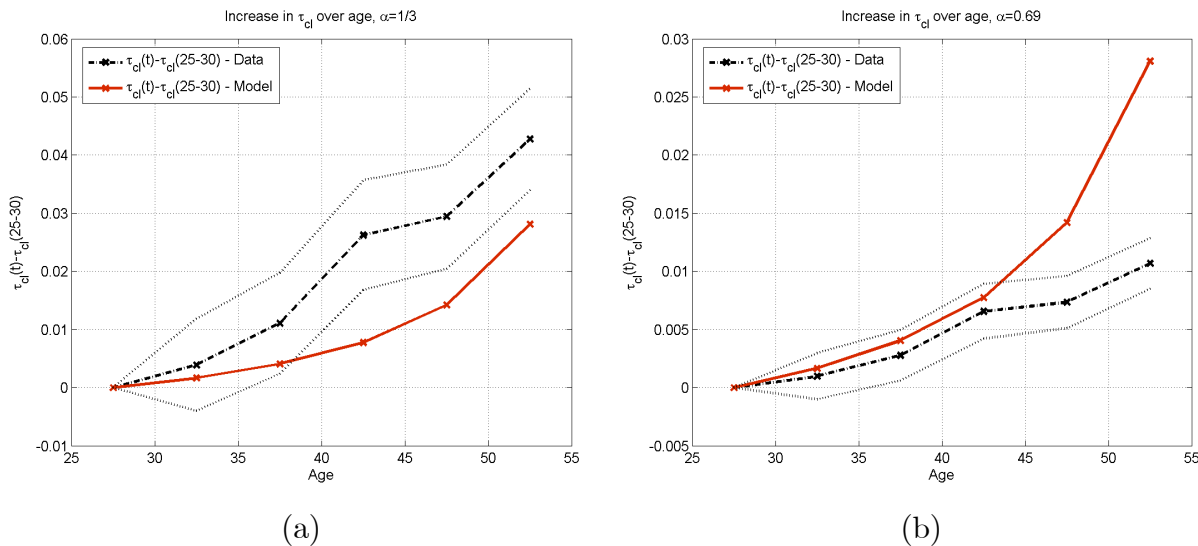 Increase in τcl over age, α=1/3
0.06
0.05
0.04
0.03
0.02
0.01
0
-0.01
τcl(t)-τcl(25-30)
τcl(t)-τcl(25-30) - Data
τcl(t)-τcl(25-30) - Model
25 30 35 40 45 50 55
Age
(a)
Increase in τcl over age, α=0.69
0.03
0.025
0.02
0.015
0.01
0.005
0
-0.005
τcl(t)-τcl(25-30)
τcl(t)-τcl(25-30) - Data
τcl(t)-τcl(25-30) - Model
25 30 35 40 45 50 55
Age
(b)